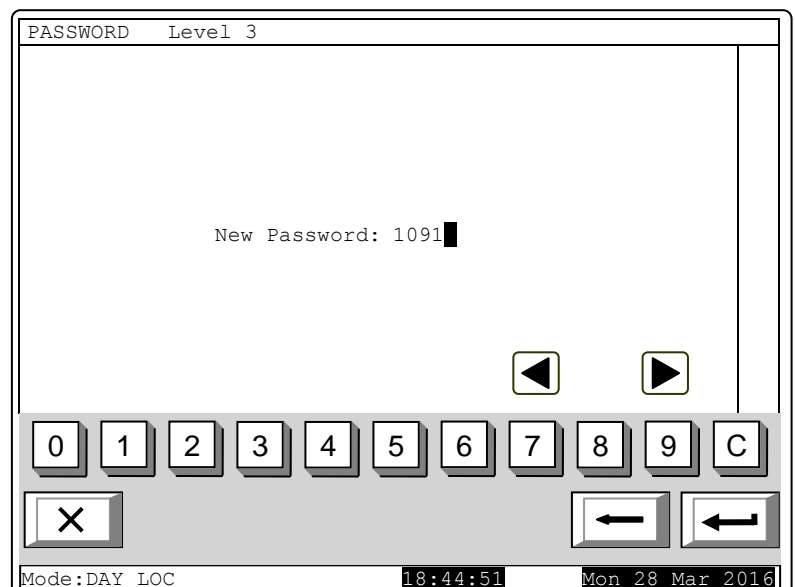 PASSWORD Level 3
New Password: 1091
0 1 2 3 4 5 6 7 8 9 C
Mode:DAY LOC 18:44:51 Mon 28 Mar 2016